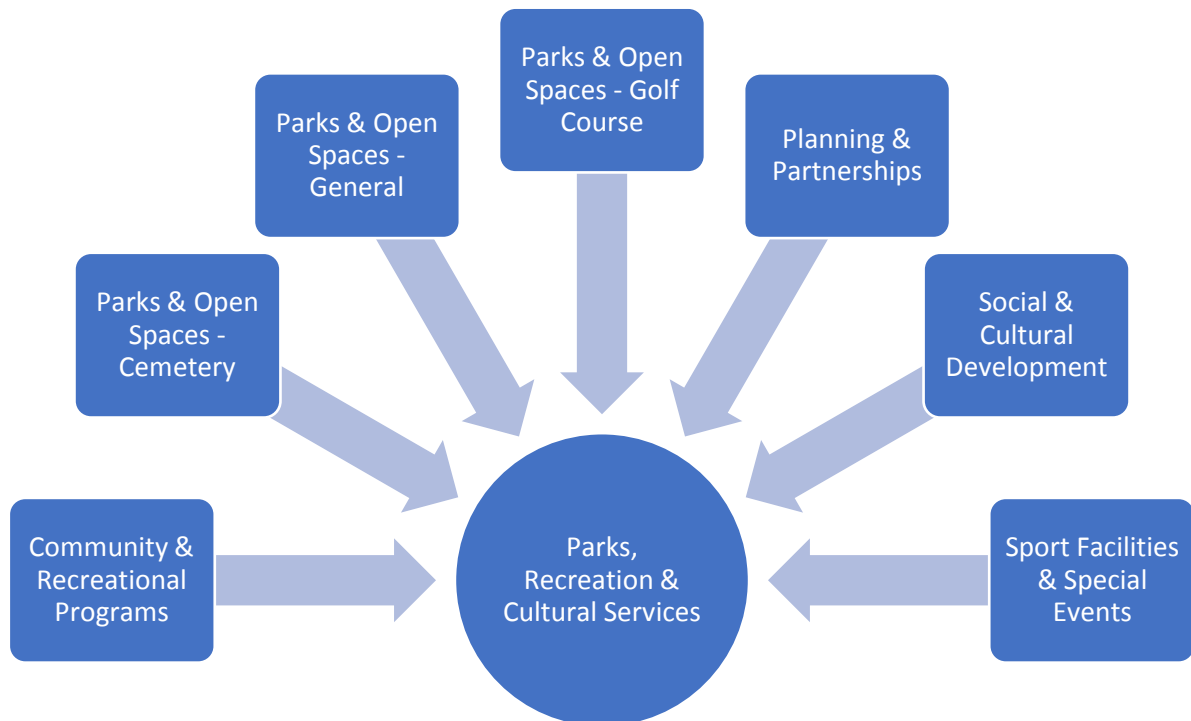 Parks & Open
Spaces - Golf
Course
Parks & Open
Spaces -
General
Planning &
Partnerships
Parks & Open
Spaces -
Cemetery
Social &
Cultural
Development
Community &
Recreational
Programs
Parks,
Recreation &
Cultural Services
Sport Facilities
& Special
Events